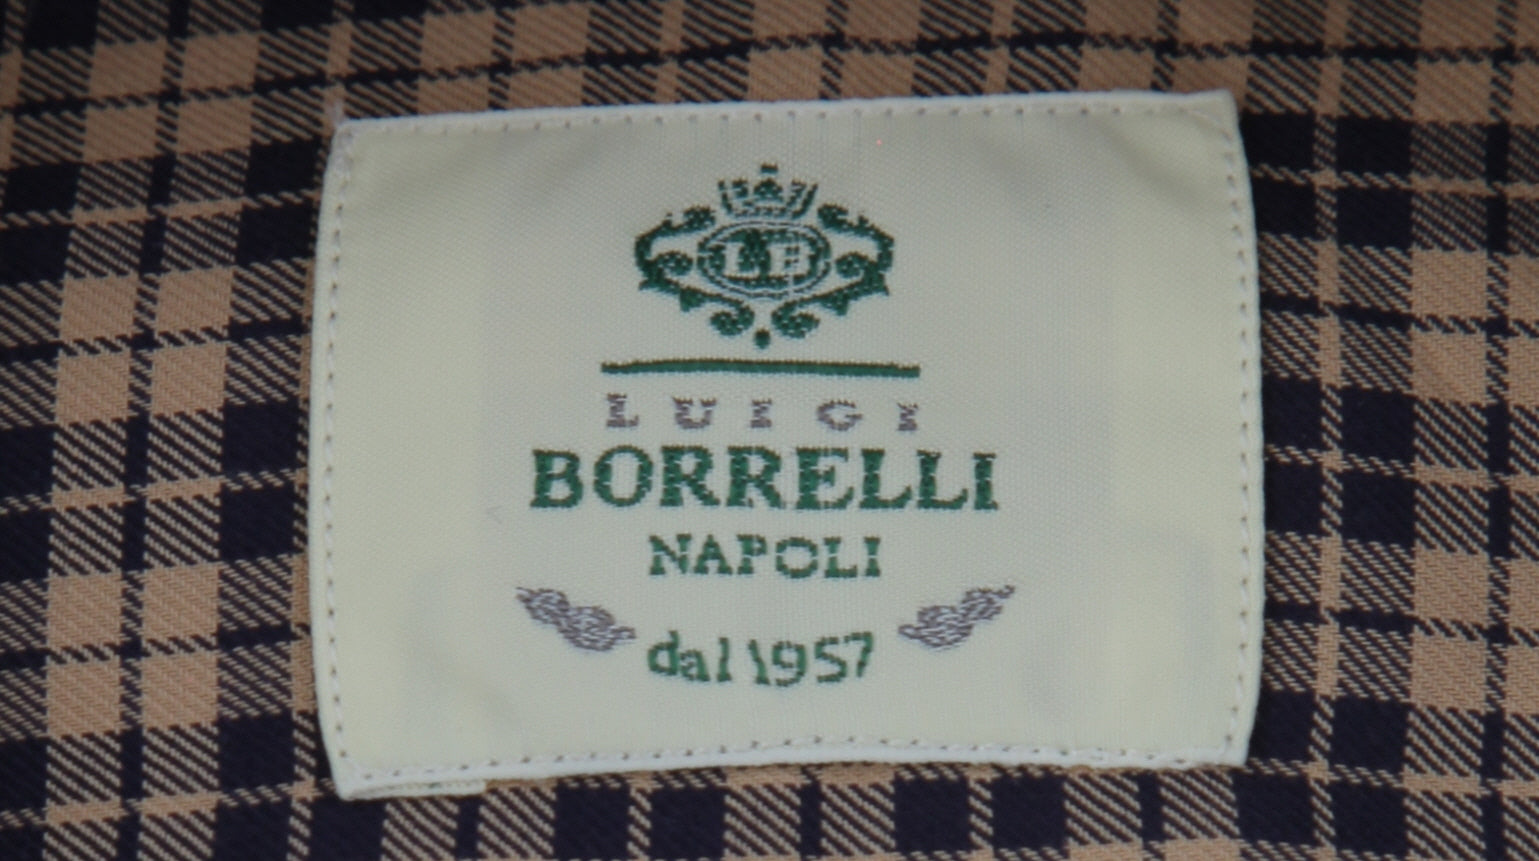 LUIGI
BORRELLI
NAPOLI
dal 1957